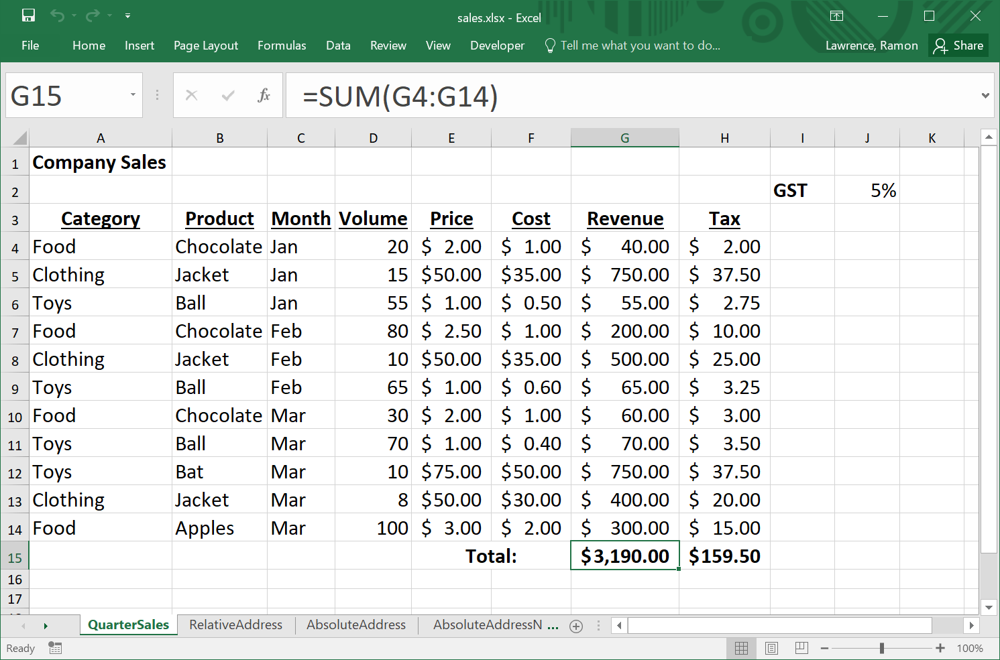 sales.xlsx - Excel
File Home Insert Page Layout Formulas Data Review View Developer Tell me what you want to do... Lawrence, Ramon Share
G15 fx =SUM(G4:G14)
A B C D E F G H I J K
1 Company Sales
2 GST 5%
3 Category Product Month Volume Price Cost Revenue Tax
4 Food Chocolate Jan 20 $ 2.00 $ 1.00 $ 40.00 $ 2.00
5 Clothing Jacket Jan 15 $50.00 $35.00 $ 750.00 $ 37.50
6 Toys Ball Jan 55 $ 1.00 $ 0.50 $ 55.00 $ 2.75
7 Food Chocolate Feb 80 $ 2.50 $ 1.00 $ 200.00 $ 10.00
8 Clothing Jacket Feb 10 $50.00 $35.00 $ 500.00 $ 25.00
9 Toys Ball Feb 65 $ 1.00 $ 0.60 $ 65.00 $ 3.25
10 Food Chocolate Mar 30 $ 2.00 $ 1.00 $ 60.00 $ 3.00
11 Toys Ball Mar 70 $ 1.00 $ 0.40 $ 70.00 $ 3.50
12 Toys Bat Mar 10 $75.00 $50.00 $ 750.00 $ 37.50
13 Clothing Jacket Mar 8 $50.00 $30.00 $ 400.00 $ 20.00
14 Food Apples Mar 100 $ 3.00 $ 2.00 $ 300.00 $ 15.00
15 Total: $3,190.00 $159.50
16
17
QuarterSales RelativeAddress AbsoluteAddress AbsoluteAddressN ...
Ready 100%